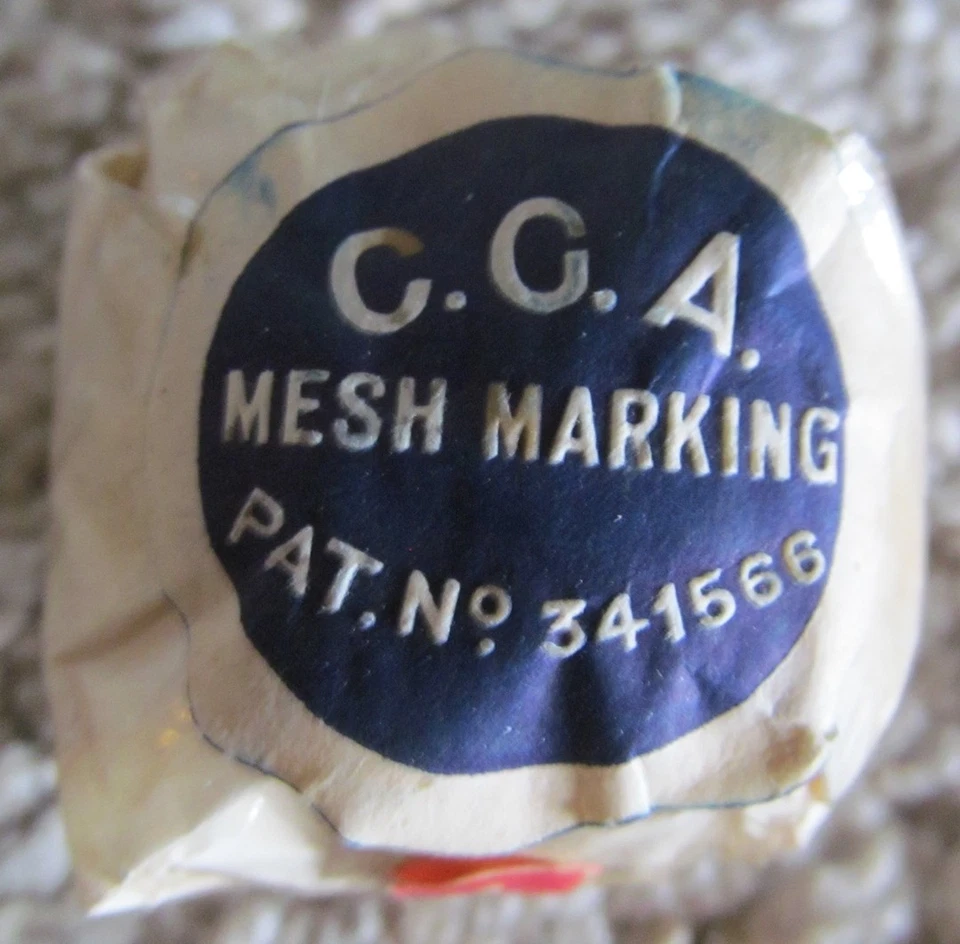 C.G.A.
MESH MARKING
PAT. Nº 341566